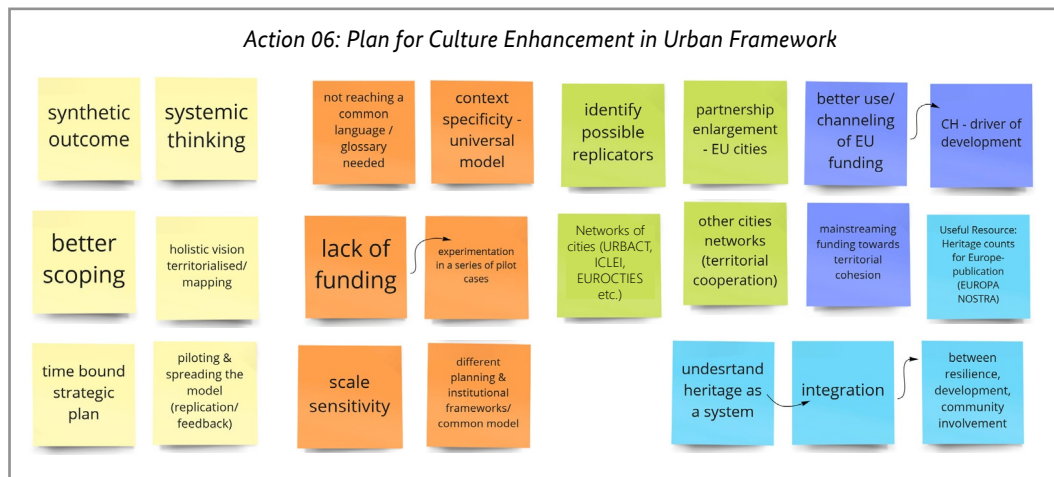 Action 06: Plan for Culture Enhancement in Urban Framework
synthetic
outcome
systemic
thinking
not reaching a
common
language /
glossary
needed
context
specificity -
universal
model
identify
possible
replicators
partnership
enlargement
- EU cities
better use/
channeling
of EU
funding
CH - driver of
development
better
scoping
holistic vision
territorialised/
mapping
lack of
funding
experimentation
in a series of pilot
cases
Networks of
cities (URBACT,
ICLEI,
EUROCTIES
etc.)
other cities
networks
(territorial
cooperation)
mainstreaming
funding towards
territorial
cohesion
Useful Resource:
Heritage counts
for Europe-
publication
(EUROPA
NOSTRA)
time bound
strategic
plan
piloting &
spreading the
model
(replication/
feedback)
scale
sensitivity
different
planning &
institutional
frameworks/
common model
undesrtand
heritage as
a system
integration
between
resilience,
development,
community
involvement